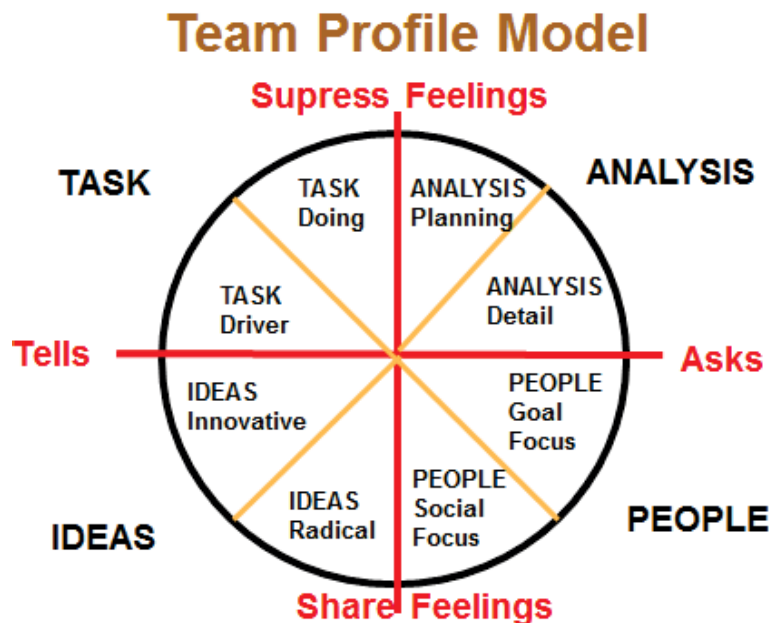 Team Profile Model
Supress Feelings
TASK
ANALYSIS
TASK
Doing
ANALYSIS
Planning
TASK
Driver
ANALYSIS
Detail
Tells
Asks
IDEAS
Innovative
PEOPLE
Goal
Focus
IDEAS
Radical
PEOPLE
Social
Focus
IDEAS
PEOPLE
Share Feelings